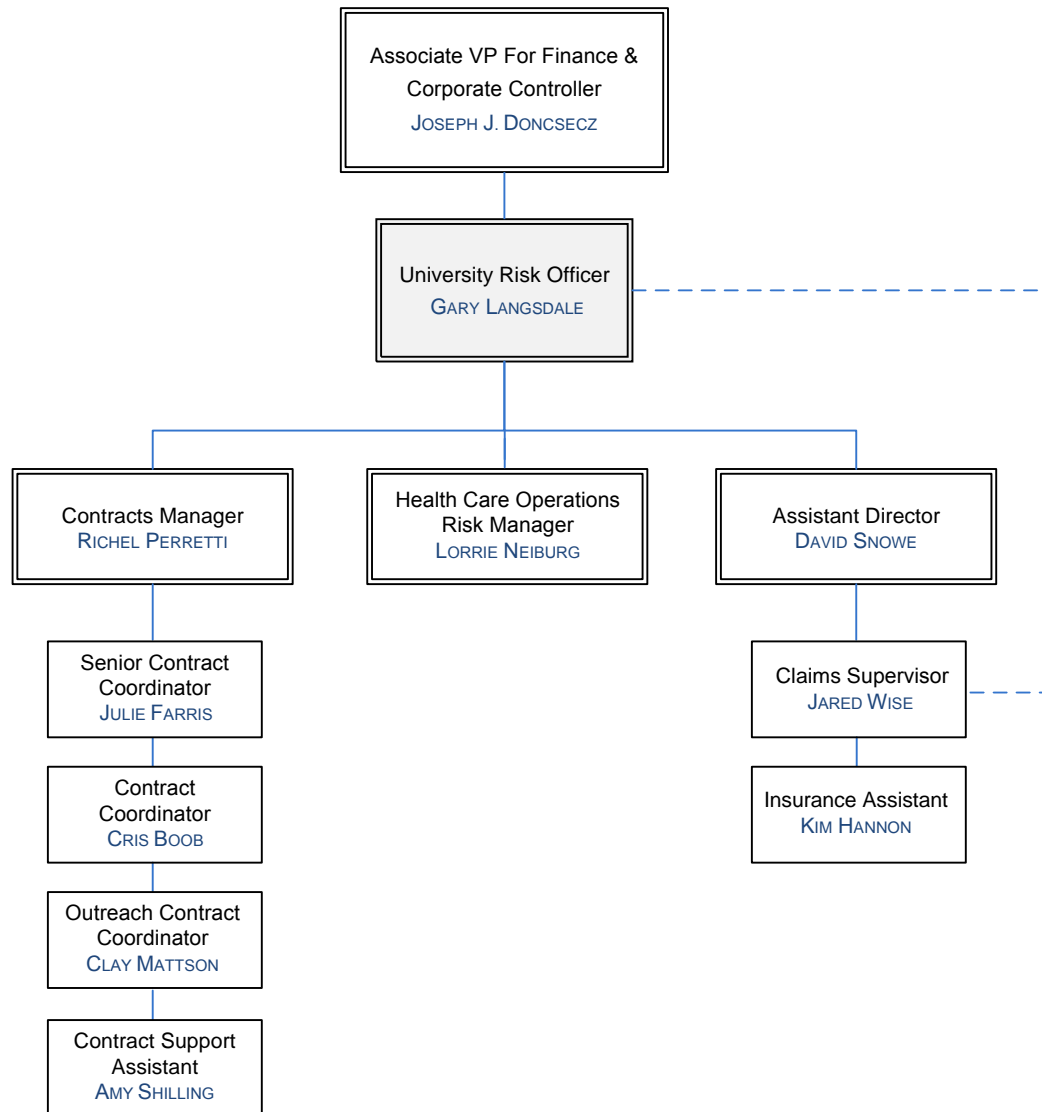 Associate VP For Finance &
Corporate Controller
JOSEPH J. DONCSECZ
University Risk Officer
GARY LANGSDALE
Contracts Manager
RICHEL PERRETTI
Health Care Operations
Risk Manager
LORRIE NEIBURG
Assistant Director
DAVID SNOWE
Senior Contract
Coordinator
JULIE FARRIS
Claims Supervisor
JARED WISE
Contract
Coordinator
CRIS BOOB
Insurance Assistant
KIM HANNON
Outreach Contract
Coordinator
CLAY MATTSON
Contract Support
Assistant
AMY SHILLING